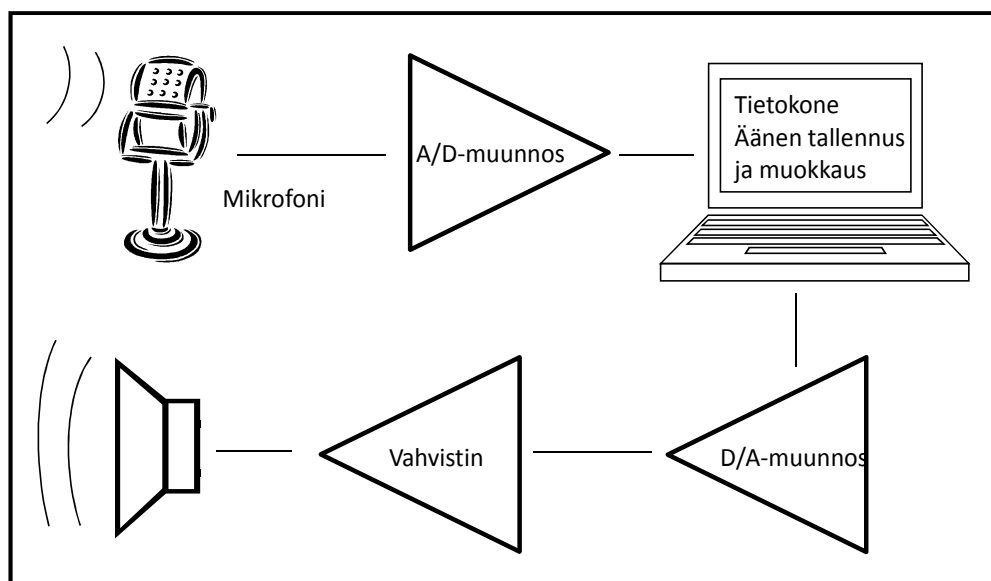 Mikrofoni
A/D-muunnos
Tietokone
Äänen tallennus
ja muokkaus
Vahvistin
D/A-muunnos